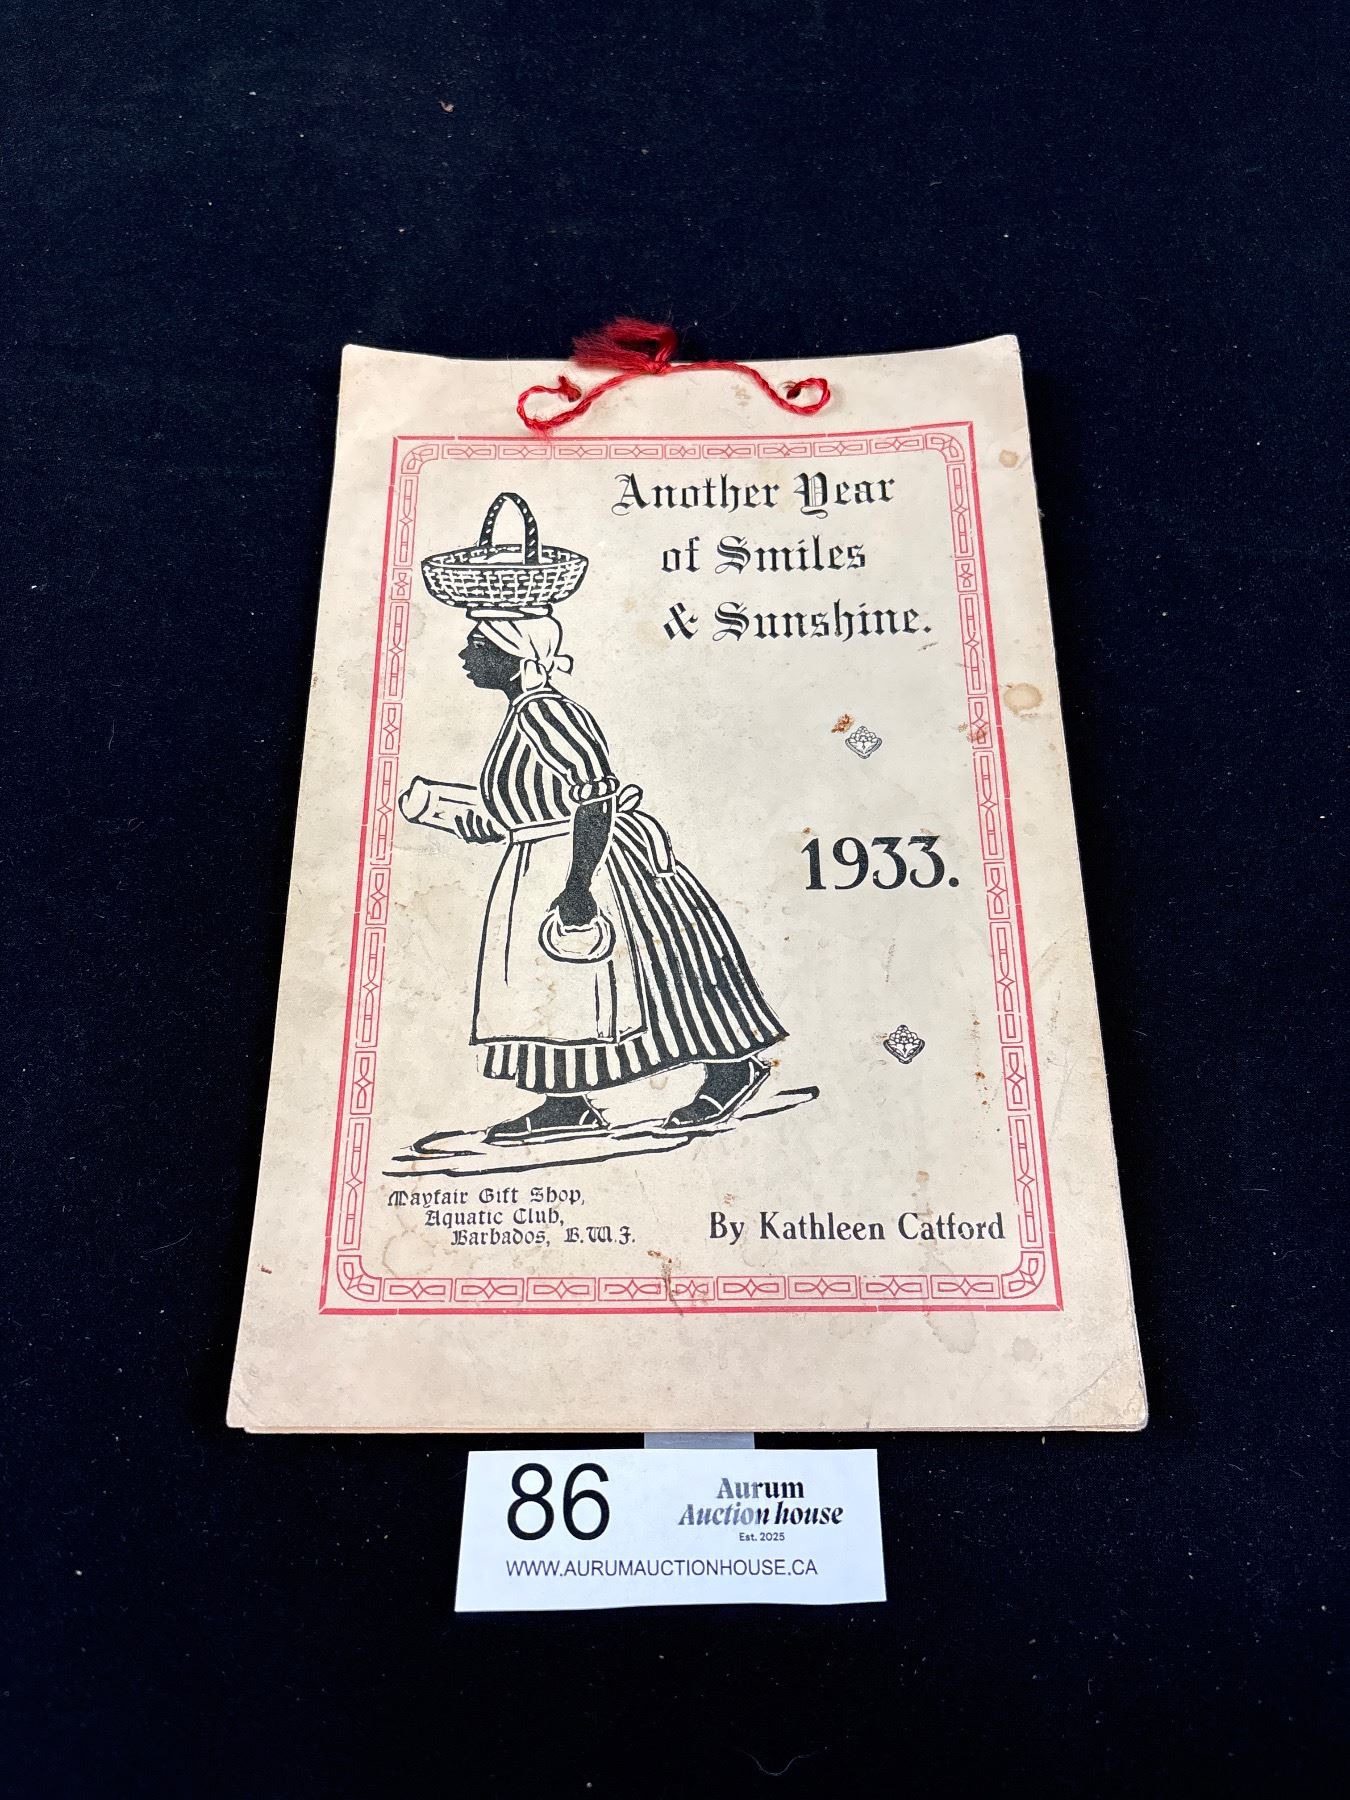 Another Year
of Smiles
& Sunshine.
1933.
Mayfair Gift Shop,
Aquatic Club,
Barbados, B.W.I.
By Kathleen Catford
86
Aurum
Auction house
Est. 2025
WWW.AURUMAUCTIONHOUSE.CA